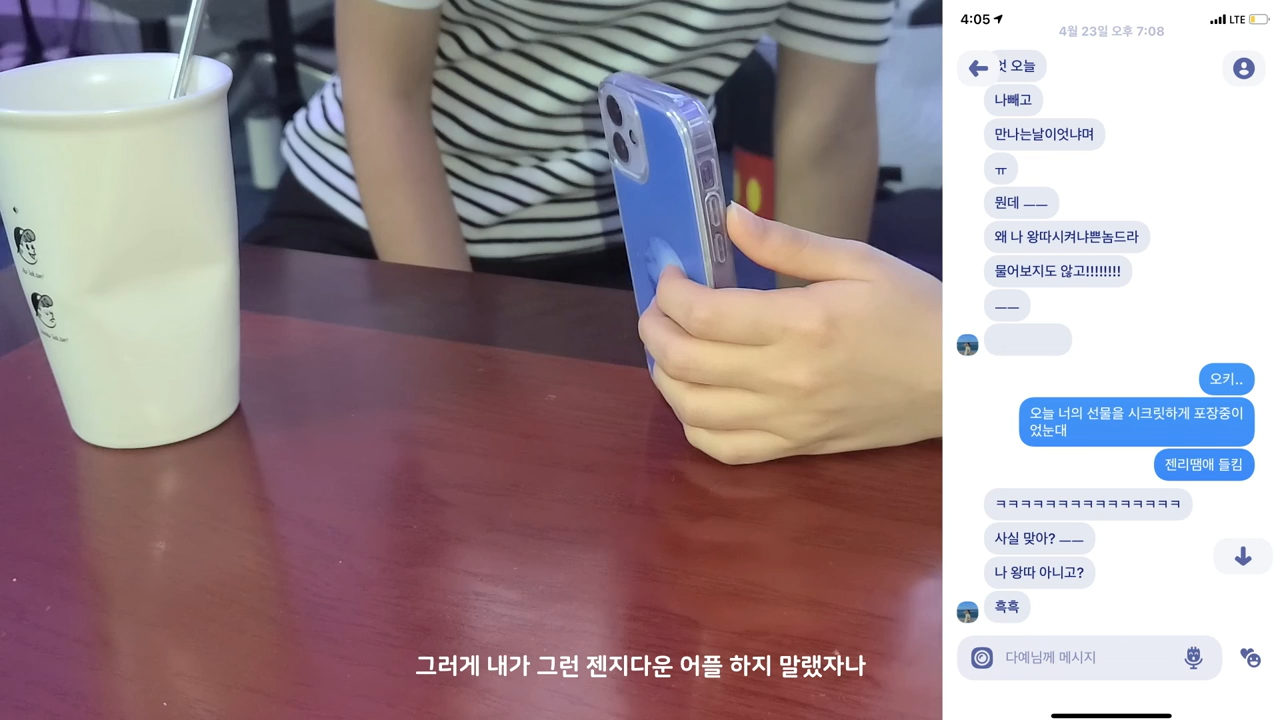 그러게 내가 그런 젠지다운 어플 하지 말랬자나
4:05
LTE
4월 23일 오후 7:08
것 오늘
나빼고
만나는날이엇냐며
ㅠ
뭔데 ㅡㅡ
왜 나 왕따시켜냐쁜놈드라
물어보지도 않고!!!!!!!!
ㅡㅡ
오키..
오늘 너의 선물을 시크릿하게 포장중이
었눈대
젠리땜애 들킴
ㅋㅋㅋㅋㅋㅋㅋㅋㅋㅋㅋㅋㅋㅋㅋ
사실 맞아? ㅡㅡ
나 왕따 아니고?
흑흑
다예님께 메시지